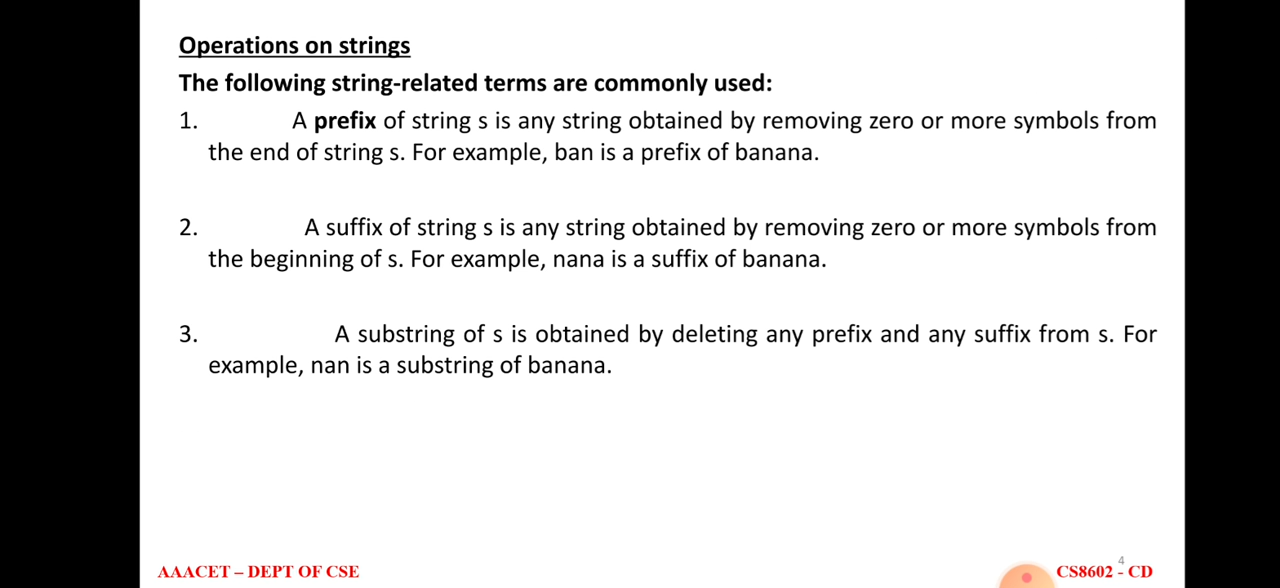 Operations on strings
The following string-related terms are commonly used:
1. A prefix of string s is any string obtained by removing zero or more symbols from
the end of string s. For example, ban is a prefix of banana.
2. A suffix of string s is any string obtained by removing zero or more symbols from
the beginning of s. For example, nana is a suffix of banana.
3. A substring of s is obtained by deleting any prefix and any suffix from s. For
example, nan is a substring of banana.
4
AAACET – DEPT OF CSE
CS8602 - CD